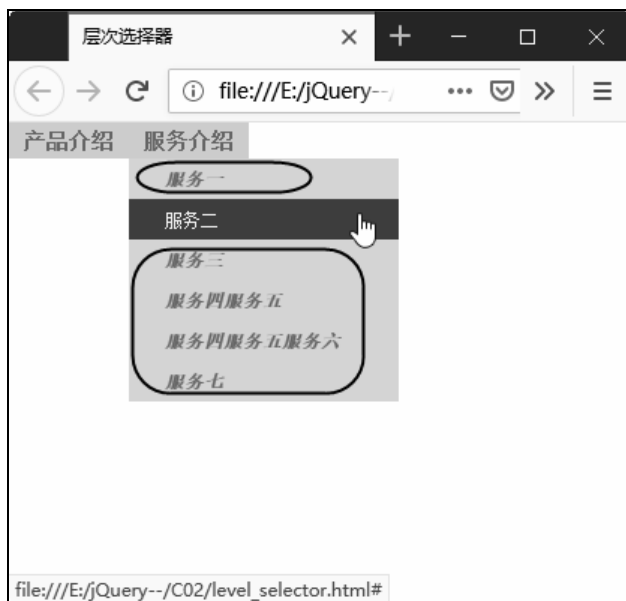 层次选择器
file:///E:/jQuery--/
产品介绍 服务介绍
服务一
服务二
服务三
服务四服务五
服务四服务五服务六
服务七
file:///E:/jQuery--/C02/level_selector.html#